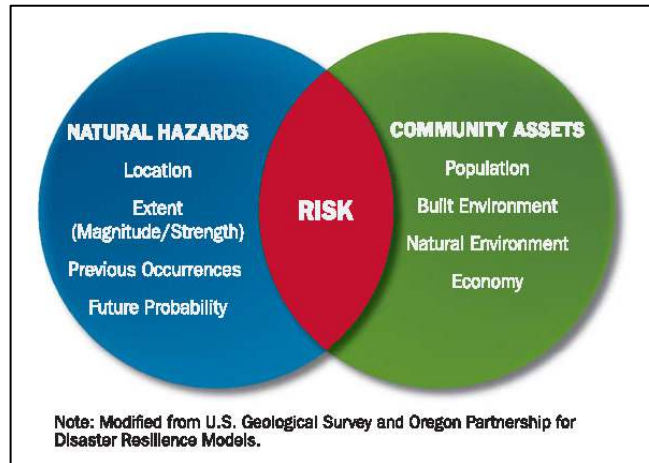 NATURAL HAZARDS
Location
Extent
(Magnitude/Strength)
Previous Occurrences
Future Probability
RISK
COMMUNITY ASSETS
Population
Built Environment
Natural Environment
Economy
Note: Modified from U.S. Geological Survey and Oregon Partnership for
Disaster Resilience Models.